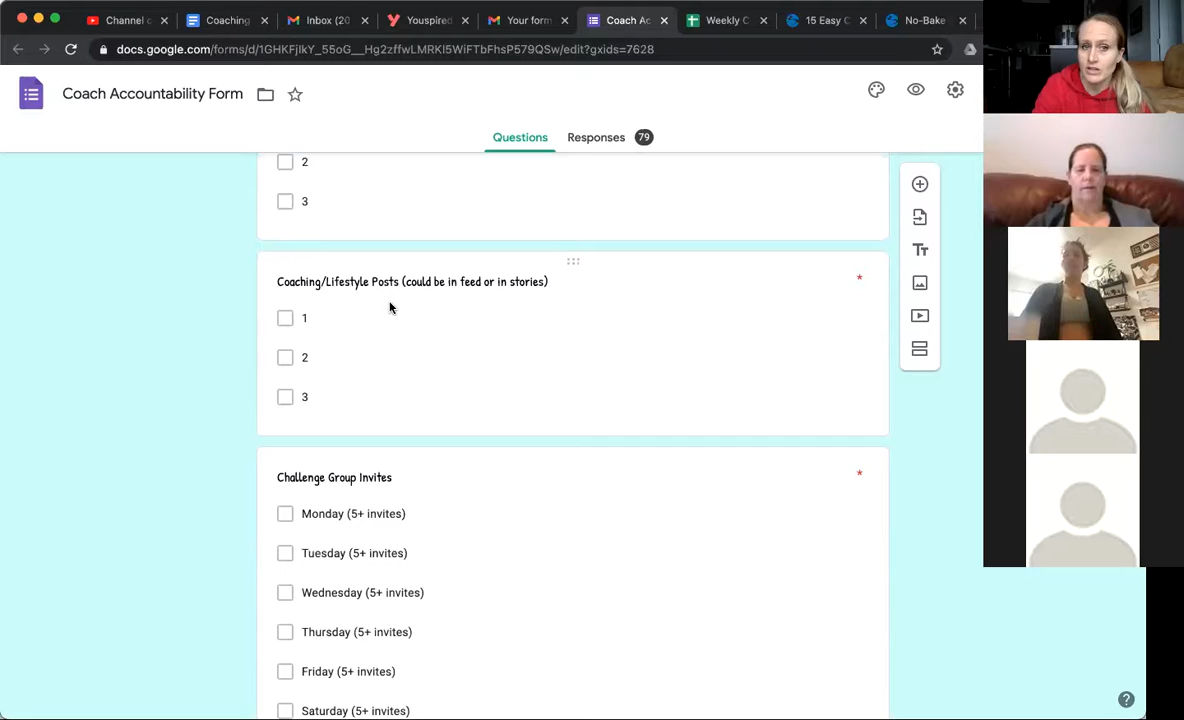 Channel c
Coaching
Inbox (20
Youspired
Your form
Coach Ac
Weekly C
15 Easy C
No-Bake
docs.google.com/forms/d/1GHKFjIkY_55oG__Hg2zffwLMRKl5WiFTbFhsP579QSw/edit?gxids=7628
Coach Accountability Form
Questions
Responses 79
2
3
Coaching/Lifestyle Posts (could be in feed or in stories)
*
1
2
3
Challenge Group Invites
*
Monday (5+ invites)
Tuesday (5+ invites)
Wednesday (5+ invites)
Thursday (5+ invites)
Friday (5+ invites)
Saturday (5+ invites)